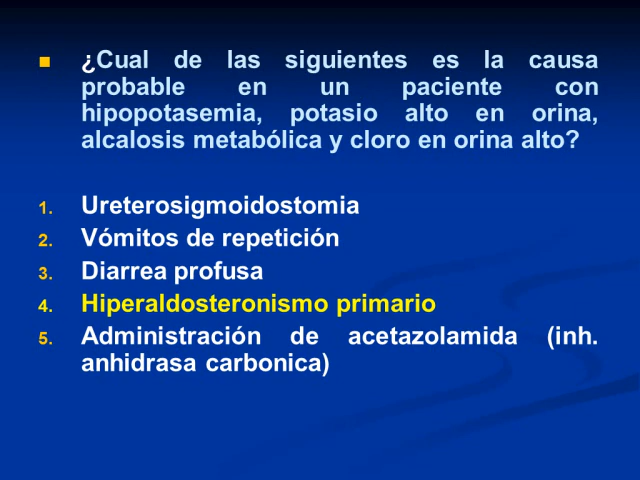 ¿Cual de las siguientes es la causa
probable en un paciente con
hipopotasemia, potasio alto en orina,
alcalosis metabólica y cloro en orina alto?
1. Ureterosigmoidostomia
2. Vómitos de repetición
3. Diarrea profusa
4. Hiperaldosteronismo primario
5. Administración de acetazolamida (inh.
anhidrasa carbonica)